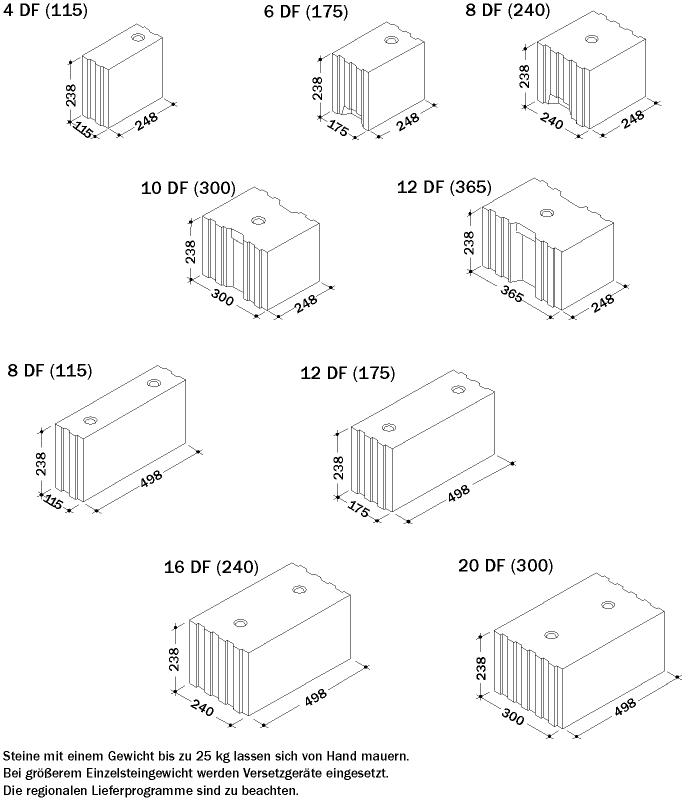 4 DF (115)
6 DF (175)
8 DF (240)
238
115
248
238
175
248
238
240
248
10 DF (300)
12 DF (365)
238
300
248
238
365
248
8 DF (115)
12 DF (175)
238
115
498
238
175
498
16 DF (240)
20 DF (300)
238
240
498
238
300
498
Steine mit einem Gewicht bis zu 25 kg lassen sich von Hand mauern.
Bei größerem Einzelsteingewicht werden Versetzgeräte eingesetzt.
Die regionalen Lieferprogramme sind zu beachten.